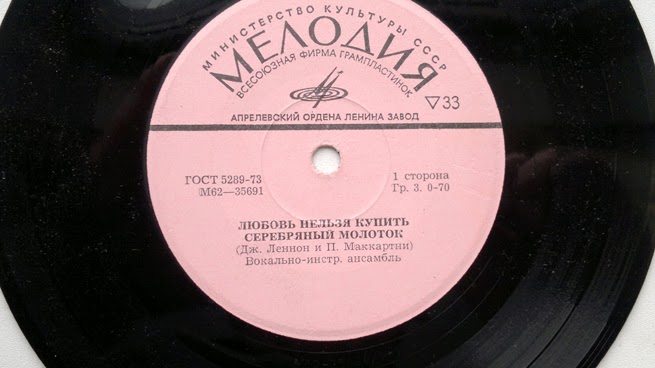 МИНИСТЕРСТВО КУЛЬТУРЫ СССР
МЕЛОДИЯ
ВСЕСОЮЗНАЯ ФИРМА ГРАМПЛАСТИНОК
▽33
АПРЕЛЕВСКИЙ ОРДЕНА ЛЕНИНА ЗАВОД
ГОСТ 5289-73 1 сторона
М62—35691 Гр. 3. 0-70
ЛЮБОВЬ НЕЛЬЗЯ КУПИТЬ
СЕРЕБРЯНЫЙ МОЛОТОК
(Дж. Леннон и П. Маккартни)
Вокально-инстр. ансамбль